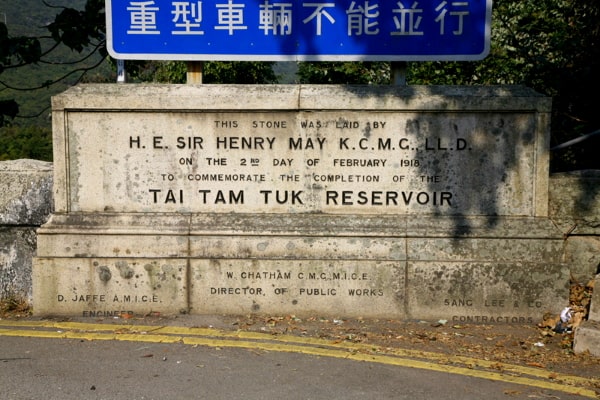 重型車輛不能並行
THIS STONE WAS LAID BY
H. E. SIR HENRY MAY K.C.M.G., LL.D.
ON THE 2ND DAY OF FEBRUARY 1918
TO COMMEMORATE THE COMPLETION OF THE
TAI TAM TUK RESERVOIR
W. CHATHAM C.M.G., M.I.C.E.
DIRECTOR OF PUBLIC WORKS
D. JAFFE A.M.I.C.E.
ENGINEER
SANG LEE & CO
CONTRACTORS